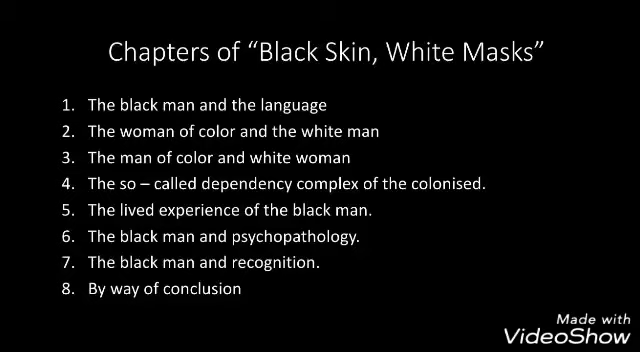 Chapters of “Black Skin, White Masks”
1. The black man and the language
2. The woman of color and the white man
3. The man of color and white woman
4. The so – called dependency complex of the colonised.
5. The lived experience of the black man.
6. The black man and psychopathology.
7. The black man and recognition.
8. By way of conclusion
Made with
VideoShow